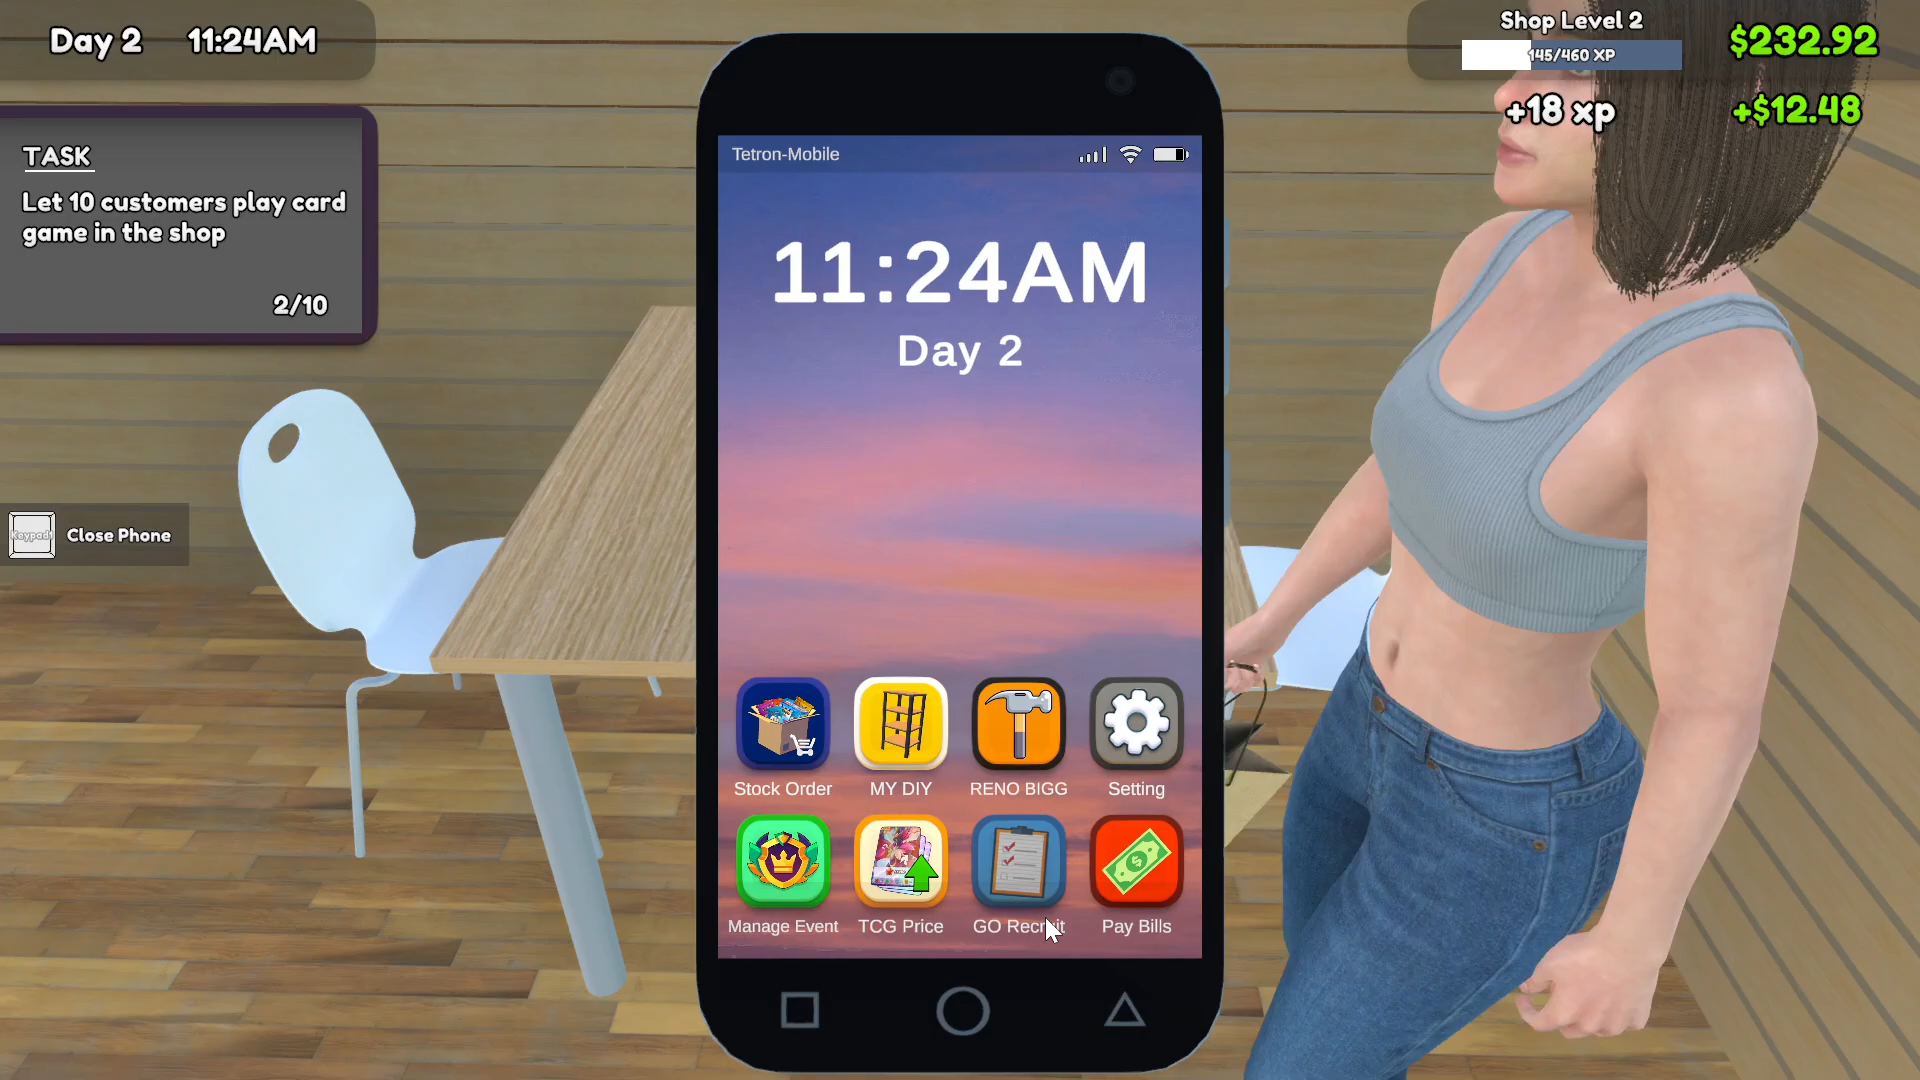 Day 2 11:24AM
Shop Level 2
145/460 XP
$232.92
+18 xp
+$12.48
TASK
Let 10 customers play card
game in the shop
2/10
Close Phone
Tetron-Mobile
11:24AM
Day 2
Stock Order MY DIY RENO BIGG Setting
Manage Event TCG Price GO Recruit Pay Bills